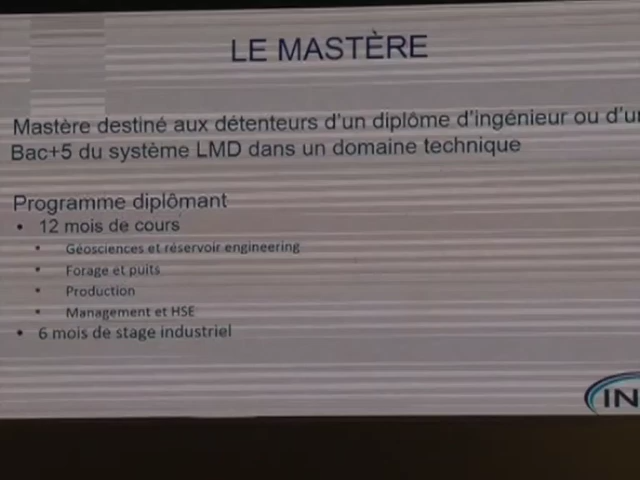 LE MASTÈRE
Mastère destiné aux détenteurs d'un diplôme d'ingénieur ou d'un
Bac+5 du système LMD dans un domaine technique
Programme diplômant
• 12 mois de cours
• Géosciences et réservoir engineering
• Forage et puits
• Production
• Management et HSE
• 6 mois de stage industriel
IN